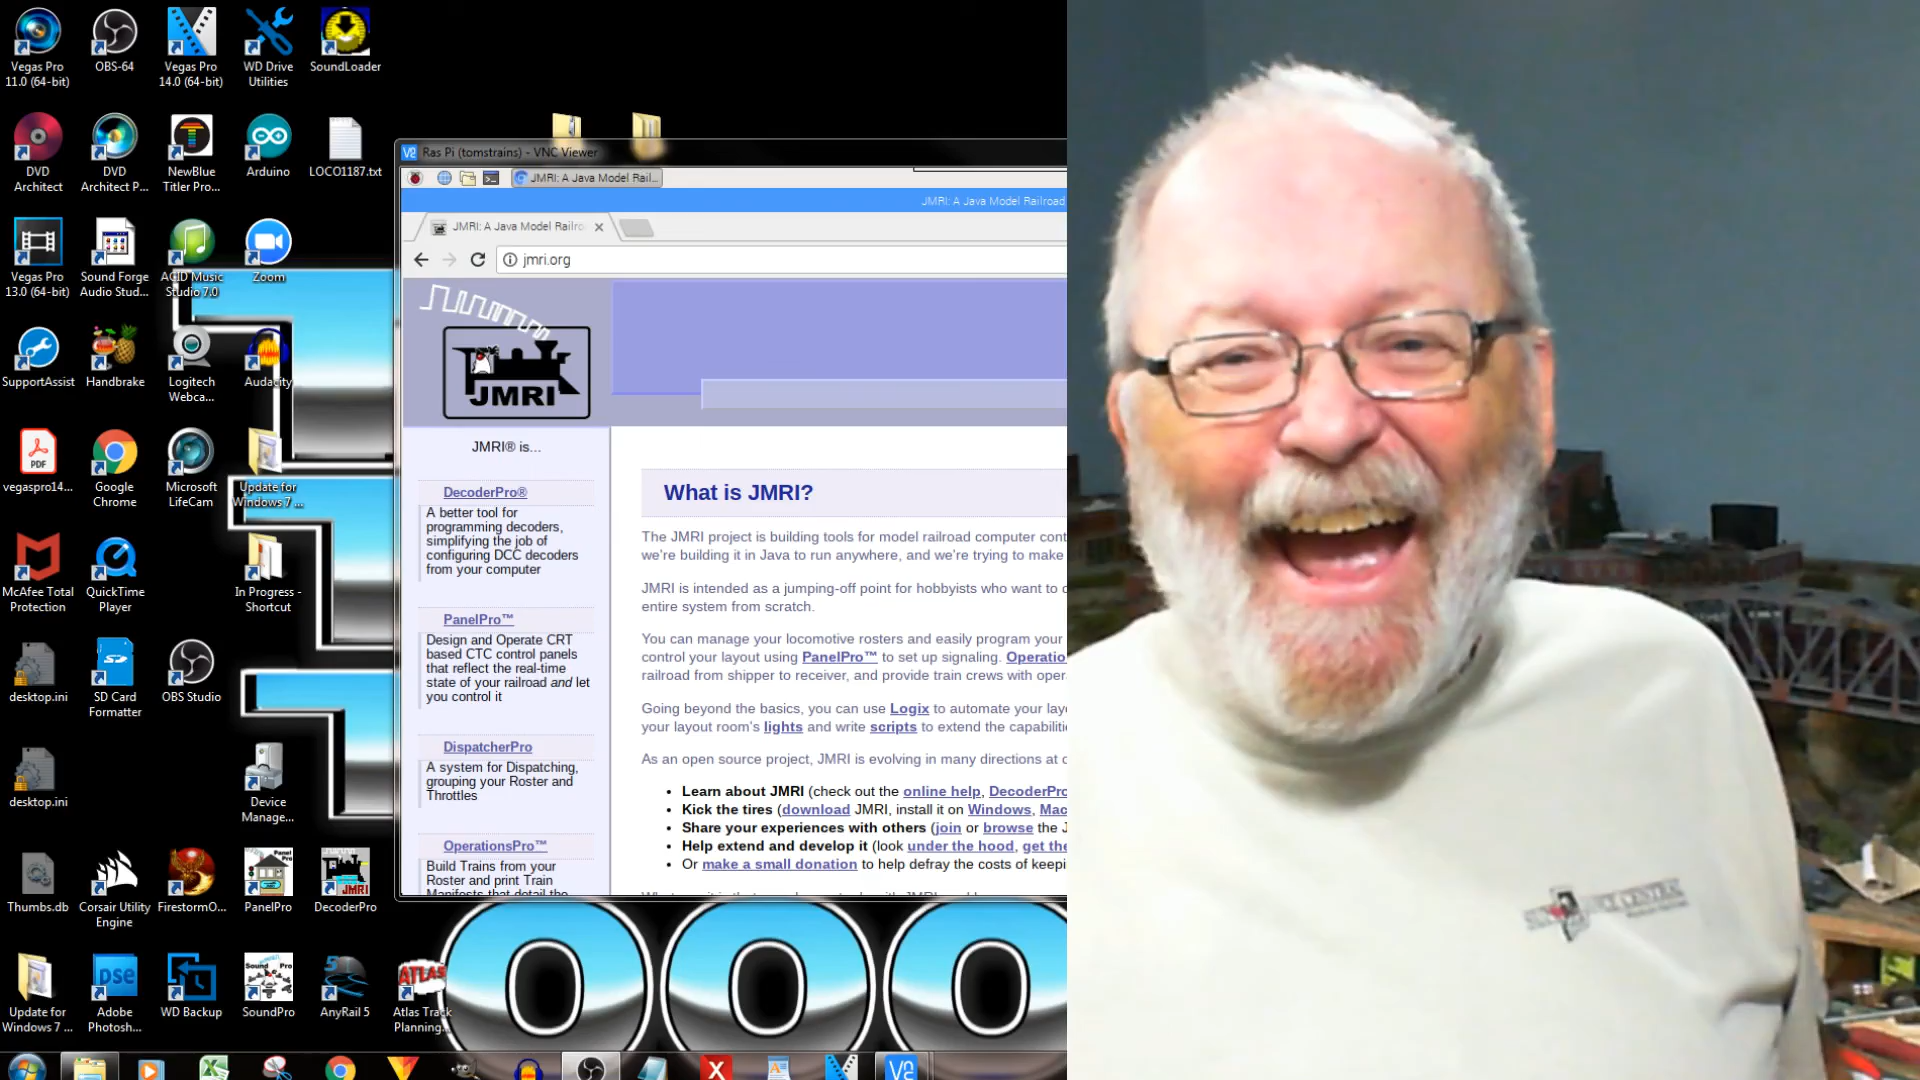 Vegas Pro
11.0 (64-bit)
OBS-64
Vegas Pro
14.0 (64-bit)
WD Drive
Utilities
SoundLoader
DVD
Architect
DVD
Architect P...
NewBlue
Titler Pro...
Arduino
LOCO1187.txt
Vegas Pro
13.0 (64-bit)
Sound Forge
Audio Stud...
ACID Music
Studio 7.0
Zoom
SupportAssist
Handbrake
Logitech
Webca...
Audacity
PDF
vegaspro14...
Google
Chrome
Microsoft
LifeCam
Update for
Windows 7 ...
McAfee Total
Protection
QuickTime
Player
In Progress -
Shortcut
desktop.ini
SD Card
Formatter
OBS Studio
desktop.ini
Device
Manage...
Thumbs.db
Corsair Utility
Engine
FirestormO...
PanelPro
DecoderPro
Update for
Windows 7 ...
Adobe
Photosh...
WD Backup
SoundPro
AnyRail 5
Atlas Track
Planning...
Ras Pi (tomstrains) - VNC Viewer
JMRI: A Java Model Rail...
JMRI: A Java Model Railroad
JMRI: A Java Model Railro
jmri.org
JMRI
JMRI® is...
DecoderPro®
A better tool for
programming decoders,
simplifying the job of
configuring DCC decoders
from your computer
PanelPro™
Design and Operate CRT
based CTC control panels
that reflect the real-time
state of your railroad and let
you control it
DispatcherPro
A system for Dispatching,
grouping your Roster and
Throttles
OperationsPro™
Build Trains from your
Roster and print Train
Manifests that detail the
What is JMRI?
The JMRI project is building tools for model railroad computer cont
we're building it in Java to run anywhere, and we're trying to make
JMRI is intended as a jumping-off point for hobbyists who want to c
entire system from scratch.
You can manage your locomotive rosters and easily program your
control your layout using PanelPro™ to set up signaling. Operatio
railroad from shipper to receiver, and provide train crews with oper
Going beyond the basics, you can use Logix to automate your layo
your layout room's lights and write scripts to extend the capabilitie
As an open source project, JMRI is evolving in many directions at o
Learn about JMRI (check out the online help, DecoderPro
Kick the tires (download JMRI, install it on Windows, Mac
Share your experiences with others (join or browse the J
Help extend and develop it (look under the hood, get the
Or make a small donation to help defray the costs of keepi